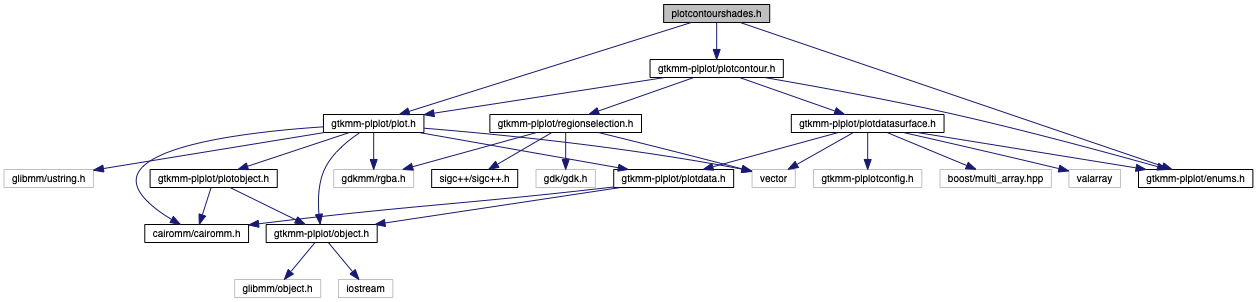 plotcontourshades.h
gtkmm-plplot/plotcontour.h
gtkmm-plplot/plot.h
gtkmm-plplot/regionselection.h
gtkmm-plplot/plotdatasurface.h
glibmm/ustring.h
gtkmm-plplot/plotobject.h
gdkmm/rgba.h
sigc++/sigc++.h
gdk/gdk.h
gtkmm-plplot/plotdata.h
vector
gtkmm-plplotconfig.h
boost/multi_array.hpp
valarray
gtkmm-plplot/enums.h
cairomm/cairomm.h
gtkmm-plplot/object.h
glibmm/object.h
iostream